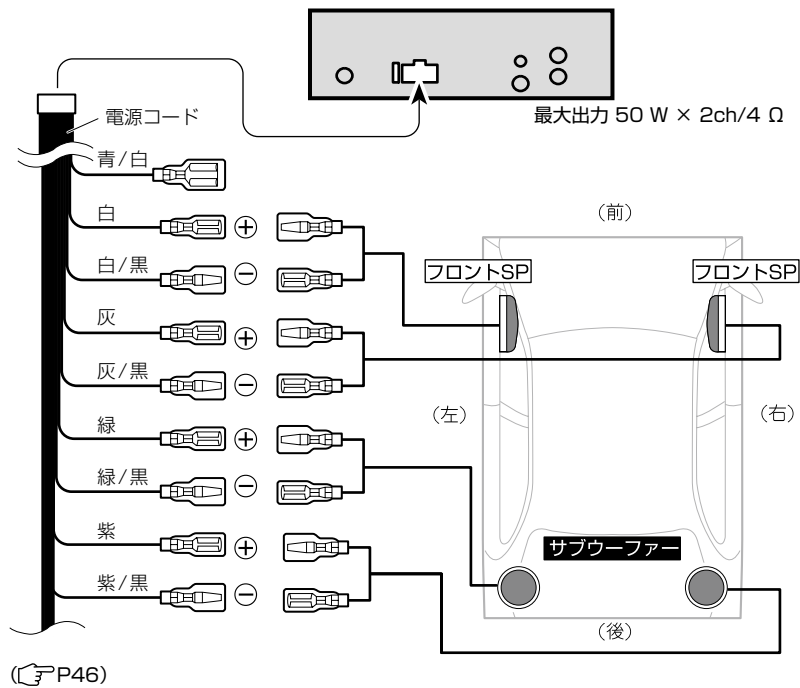 最大出力 50 W × 2ch/4 Ω
電源コード
青/白
白
⊕
白/黒
⊖
灰
⊕
灰/黒
⊖
緑
⊕
緑/黒
⊖
紫
⊕
紫/黒
⊖
（前）
フロントSP
フロントSP
（左）
（右）
サブウーファー
（後）
(☞P46)